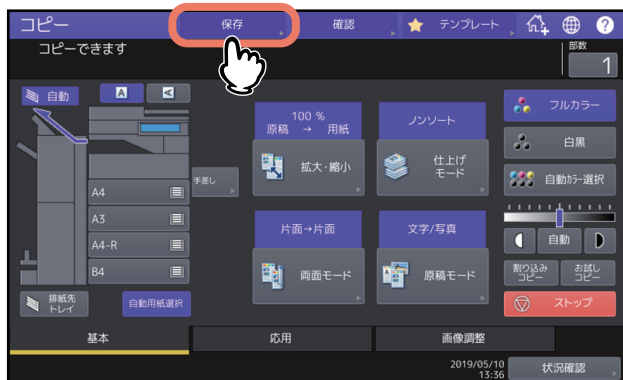 コピー
保存
確認
テンプレート
?
コピーできます
部数
1
自動
A
A
100 %
原稿 → 用紙
ノンソート
フルカラー
拡大・縮小
仕上げ
モード
白黒
手差し
自動ｶﾗｰ選択
A4
A3
A4-R
B4
片面→片面
文字/写真
両面モード
原稿モード
自動
割り込み
コピー
お試し
コピー
排紙先
トレイ
自動用紙選択
ストップ
基本
応用
画像調整
2019/05/10
13:36
状況確認